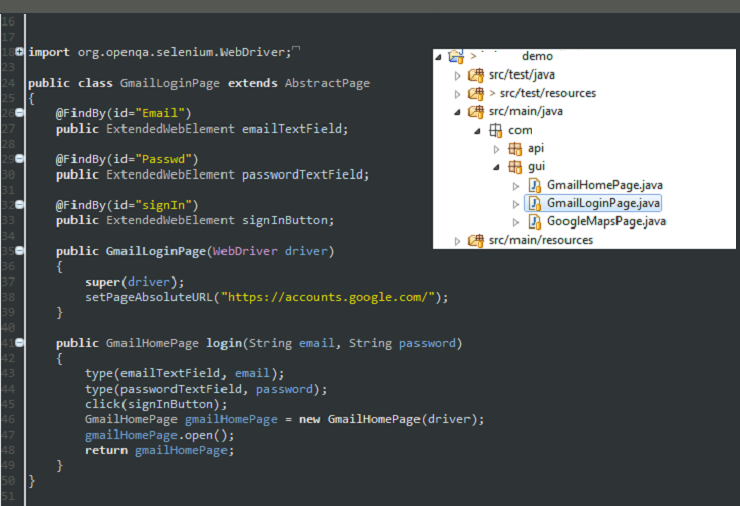 16
17
18 import org.openqa.selenium.WebDriver;
23
24 public class GmailLoginPage extends AbstractPage
25 {
26 @FindBy(id="Email")
27 public ExtendedWebElement emailTextField;
28
29 @FindBy(id="Passwd")
30 public ExtendedWebElement passwordTextField;
31
32 @FindBy(id="signIn")
33 public ExtendedWebElement signInButton;
34
35 public GmailLoginPage(WebDriver driver)
36 {
37 super(driver);
38 setPageAbsoluteURL("https://accounts.google.com/");
39 }
40
41 public GmailHomePage login(String email, String password)
42 {
43 type(emailTextField, email);
44 type(passwordTextField, password);
45 click(signInButton);
46 GmailHomePage gmailHomePage = new GmailHomePage(driver);
47 gmailHomePage.open();
48 return gmailHomePage;
49 }
50 }
51
> demo
src/test/java
> src/test/resources
src/main/java
com
api
gui
GmailHomePage.java
GmailLoginPage.java
GoogleMapsPage.java
src/main/resources